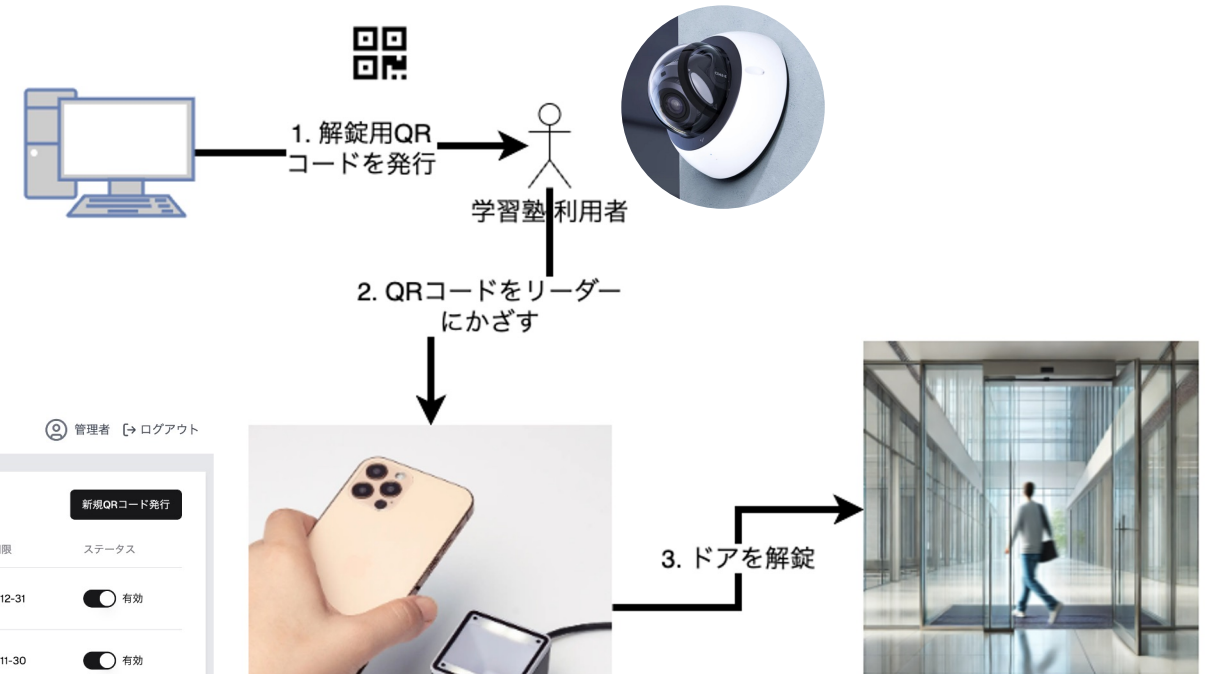 1. 解錠用QR
コードを発行
学習塾 利用者
2. QRコードをリーダー
にかざす
管理者 ログアウト
新規QRコード発行
限 ステータス
12-31 有効
11-30 有効
3. ドアを解錠